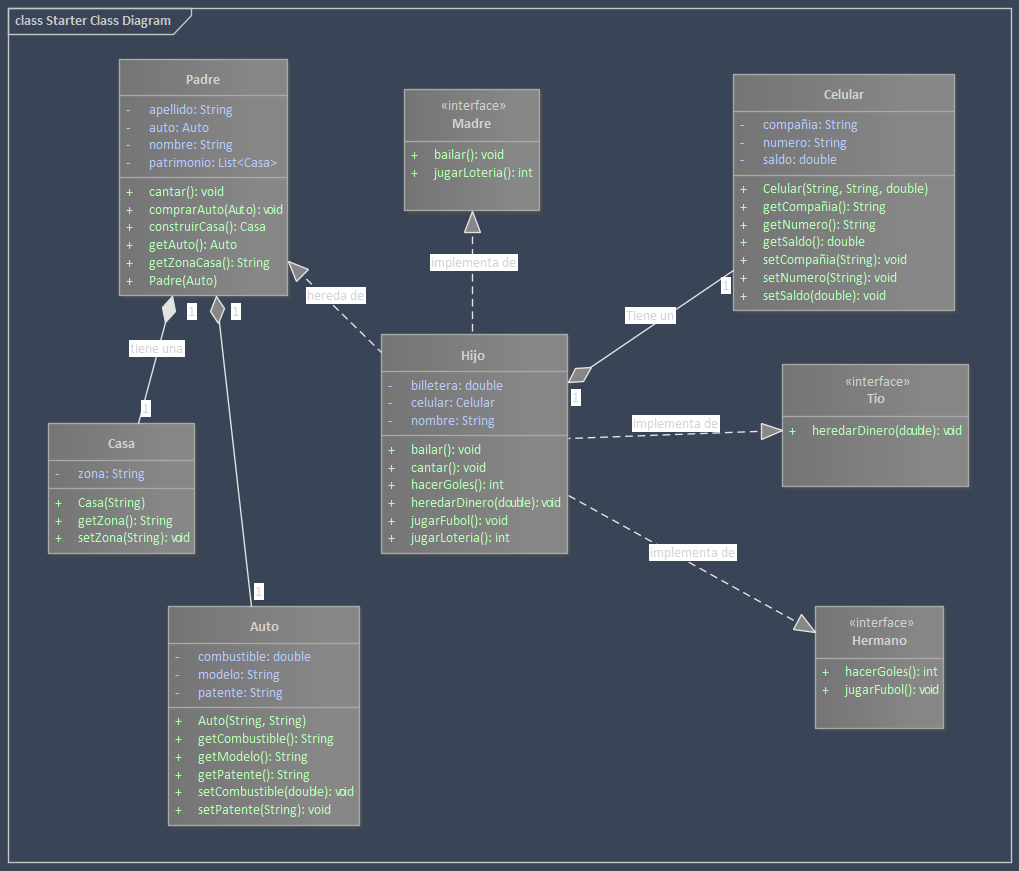 class Starter Class Diagram
Padre
- apellido: String
- auto: Auto
- nombre: String
- patrimonio: List<Casa>
+ cantar(): void
+ comprarAuto(Auto): void
+ construirCasa(): Casa
+ getAuto(): Auto
+ getZonaCasa(): String
+ Padre(Auto)
«interface»
Madre
+ bailar(): void
+ jugarLoteria(): int
Celular
- compañia: String
- numero: String
- saldo: double
+ Celular(String, String, double)
+ getCompañia(): String
+ getNumero(): String
+ getSaldo(): double
+ setCompañia(String): void
+ setNumero(String): void
+ setSaldo(double): void
implementa de
hereda de
1
1
1
tiene una
1
Tiene un
1
Hijo
- billetera: double
- celular: Celular
- nombre: String
+ bailar(): void
+ cantar(): void
+ hacerGoles(): int
+ heredarDinero(double): void
+ jugarFubol(): void
+ jugarLoteria(): int
«interface»
Tio
+ heredarDinero(double): void
implementa de
Casa
- zona: String
+ Casa(String)
+ getZona(): String
+ setZona(String): void
implementa de
1
Auto
- combustible: double
- modelo: String
- patente: String
+ Auto(String, String)
+ getCombustible(): String
+ getModelo(): String
+ getPatente(): String
+ setCombustible(double): void
+ setPatente(String): void
«interface»
Hermano
+ hacerGoles(): int
+ jugarFubol(): void